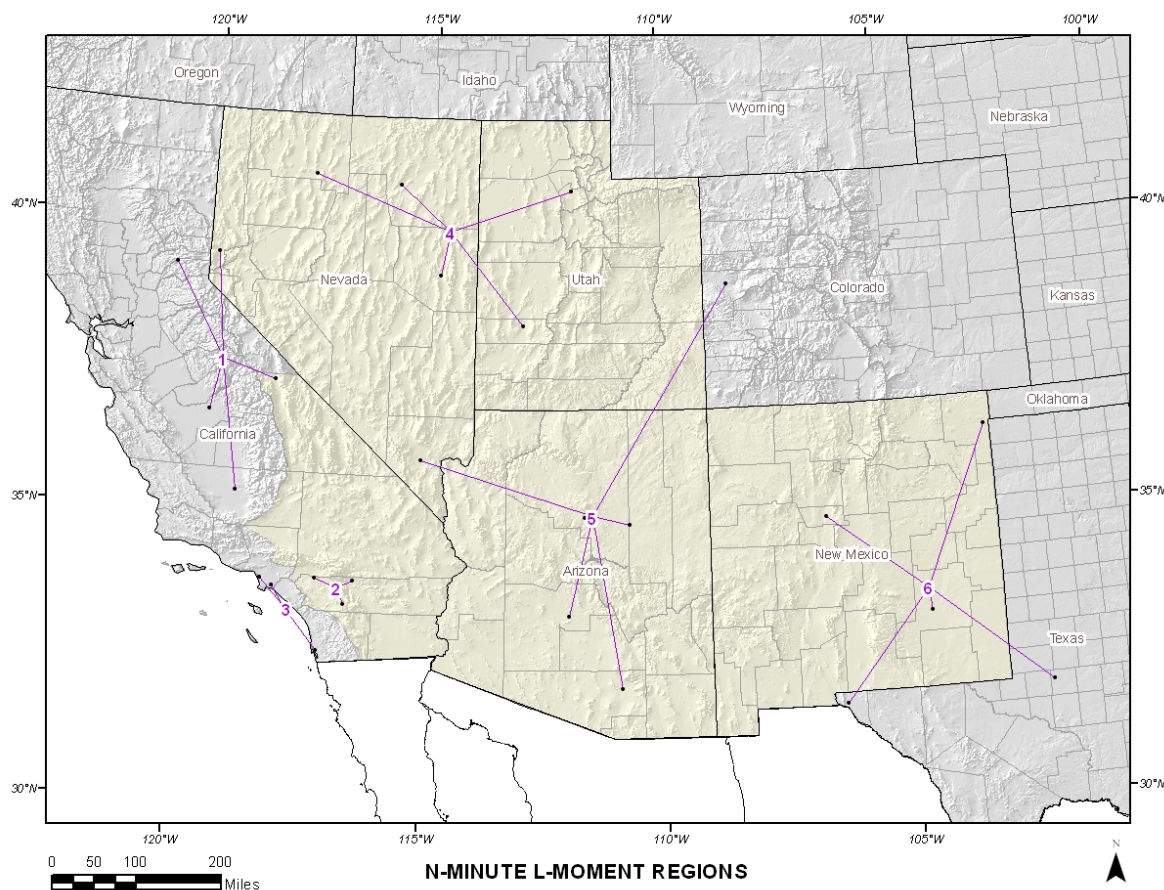 120°W 115°W 110°W 105°W 100°W
Oregon
Idaho
Wyoming
Nebraska
40°N
40°N
4
Nevada
Utah
Colorado
Kansas
1
Oklahoma
California
35°N
35°N
5
New Mexico
Arizona
2
6
3
Texas
30°N
30°N
120°W 115°W 110°W 105°W
0 50 100 200
Miles
N-MINUTE L-MOMENT REGIONS
N